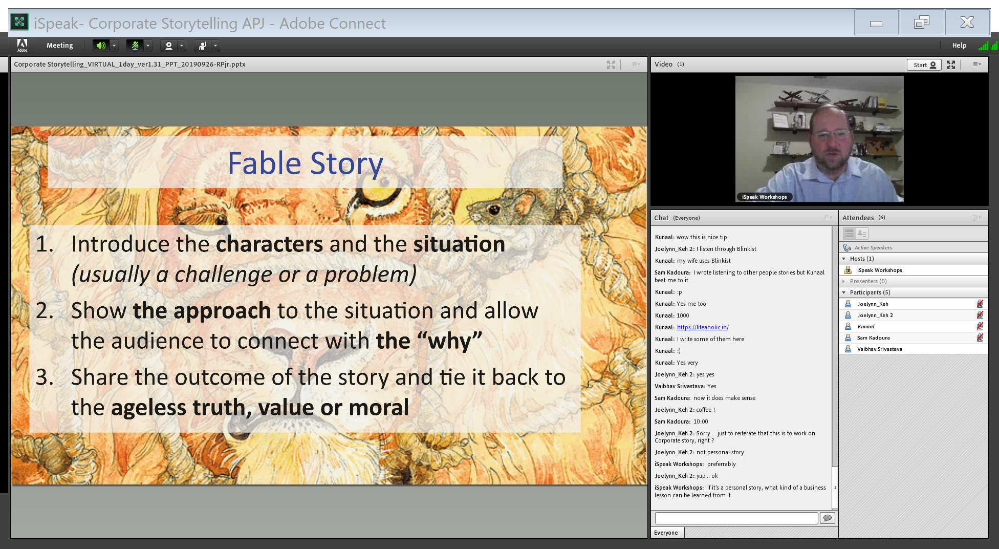 iSpeak- Corporate Storytelling APJ - Adobe Connect
Adobe
Meeting
Help
Corporate Storytelling_VIRTUAL_1day_ver1.31_PPT_20190926-RPjr.pptx
Fable Story
1. Introduce the characters and the situation
(usually a challenge or a problem)
2. Show the approach to the situation and allow
the audience to connect with the “why”
3. Share the outcome of the story and tie it back to
the ageless truth, value or moral
Video (1)
Start
iSpeak Workshops
Chat (Everyone)
Kunaal: wow this is nice tip
Joelynn_Keh 2: I listen through Blinkist
Kunaal: my wife uses Blinkist
Sam Kadoura: I wrote listening to other people stories but Kunaal
beat me to it
Kunaal: :p
Kunaal: Yes me too
Kunaal: 1000
Kunaal: https://lifeaholic.in/
Kunaal: I write some of them here
Kunaal: :)
Kunaal: Yes very
Joelynn_Keh 2: yes yes
Vaibhav Srivastava: Yes
Sam Kadoura: now it does make sense
Joelynn_Keh 2: coffee !
Sam Kadoura: 10:00
Joelynn_Keh 2: Sorry ... just to reiterate that this is to work on
Corporate story, right ?
Joelynn_Keh 2: not personal story
iSpeak Workshops: preferrably
Joelynn_Keh 2: yup .. ok
iSpeak Workshops: if it's a personal story, what kind of a business
lesson can be learned from it
Everyone
Attendees (6)
Active Speakers
Hosts (1)
iSpeak Workshops
Presenters (0)
Participants (5)
Joelynn_Keh
Joelynn_Keh 2
Kunaal
Sam Kadoura
Vaibhav Srivastava